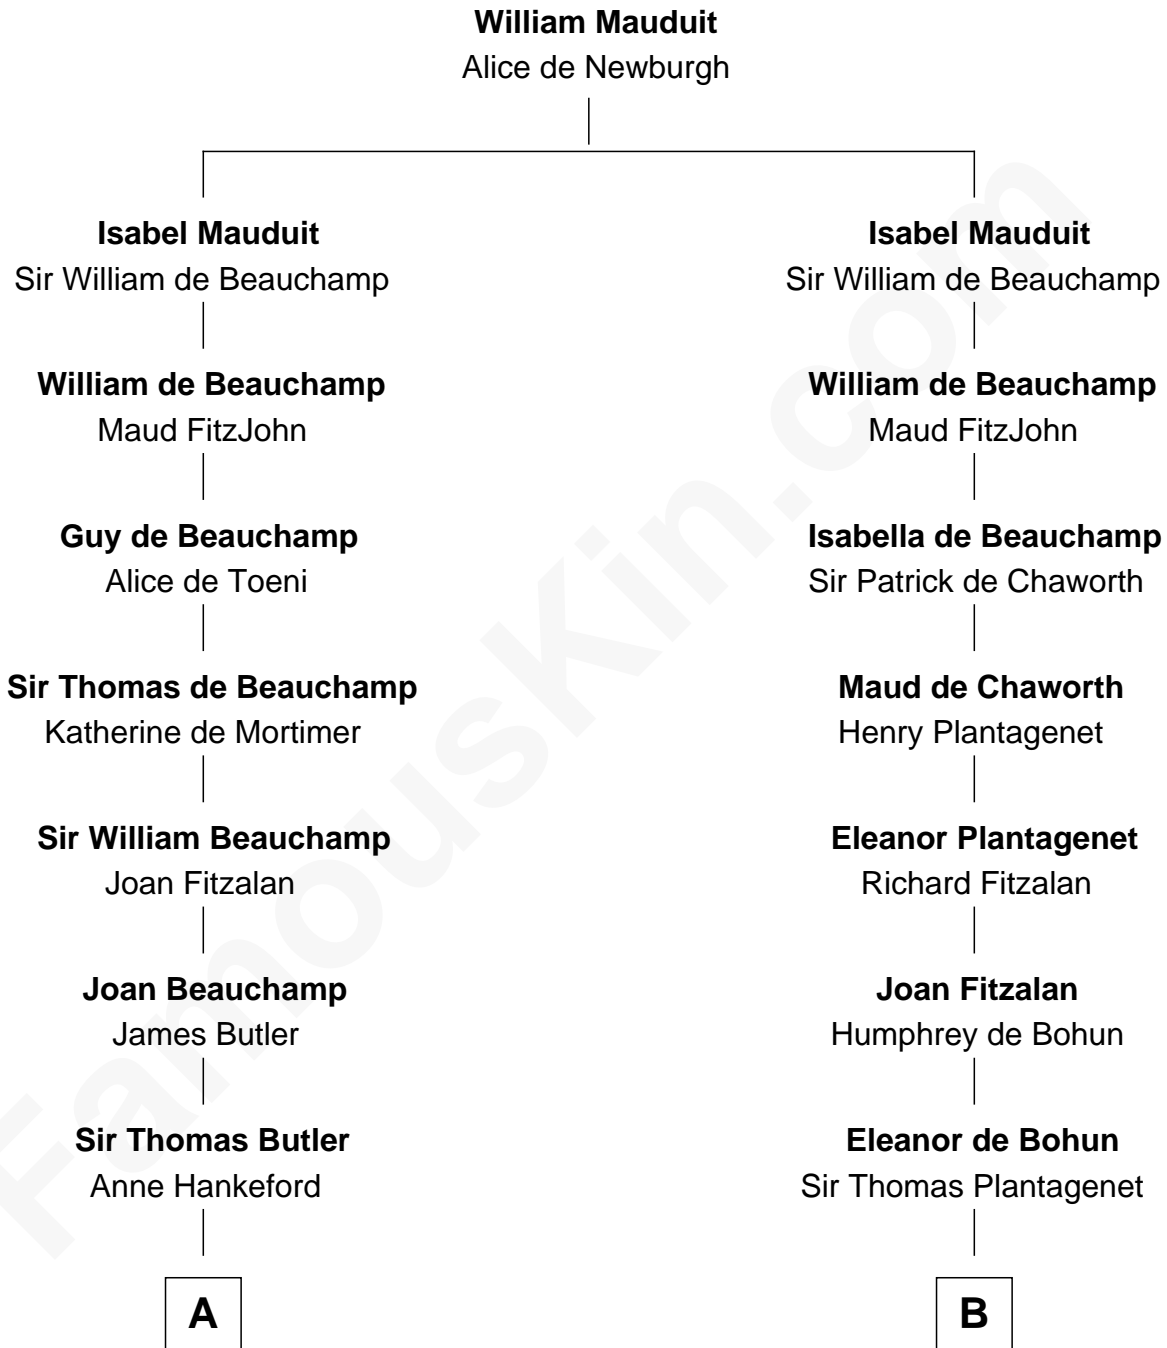 William Mauduit
Alice de Newburgh
Isabel Mauduit
Sir William de Beauchamp
William de Beauchamp
Maud FitzJohn
Guy de Beauchamp
Alice de Toeni
Sir Thomas de Beauchamp
Katherine de Mortimer
Sir William Beauchamp
Joan Fitzalan
Joan Beauchamp
James Butler
Sir Thomas Butler
Anne Hankeford
A
Isabel Mauduit
Sir William de Beauchamp
William de Beauchamp
Maud FitzJohn
Isabella de Beauchamp
Sir Patrick de Chaworth
Maud de Chaworth
Henry Plantagenet
Eleanor Plantagenet
Richard Fitzalan
Joan Fitzalan
Humphrey de Bohun
Eleanor de Bohun
Sir Thomas Plantagenet
B
FamousKin.com